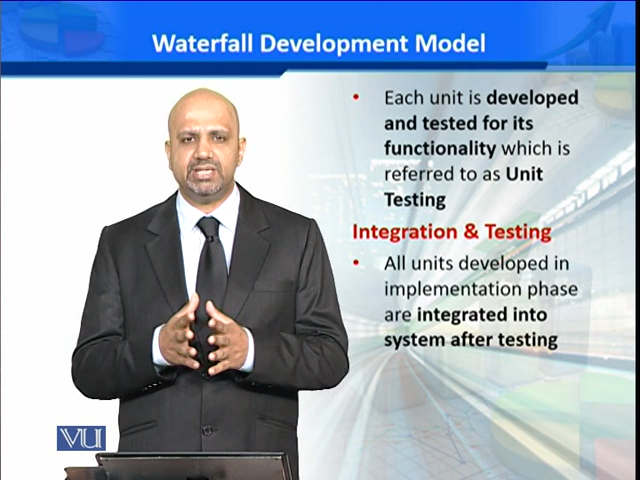 Waterfall Development Model
• Each unit is developed
and tested for its
functionality which is
referred to as Unit
Testing
Integration & Testing
• All units developed in
implementation phase
are integrated into
system after testing
VU